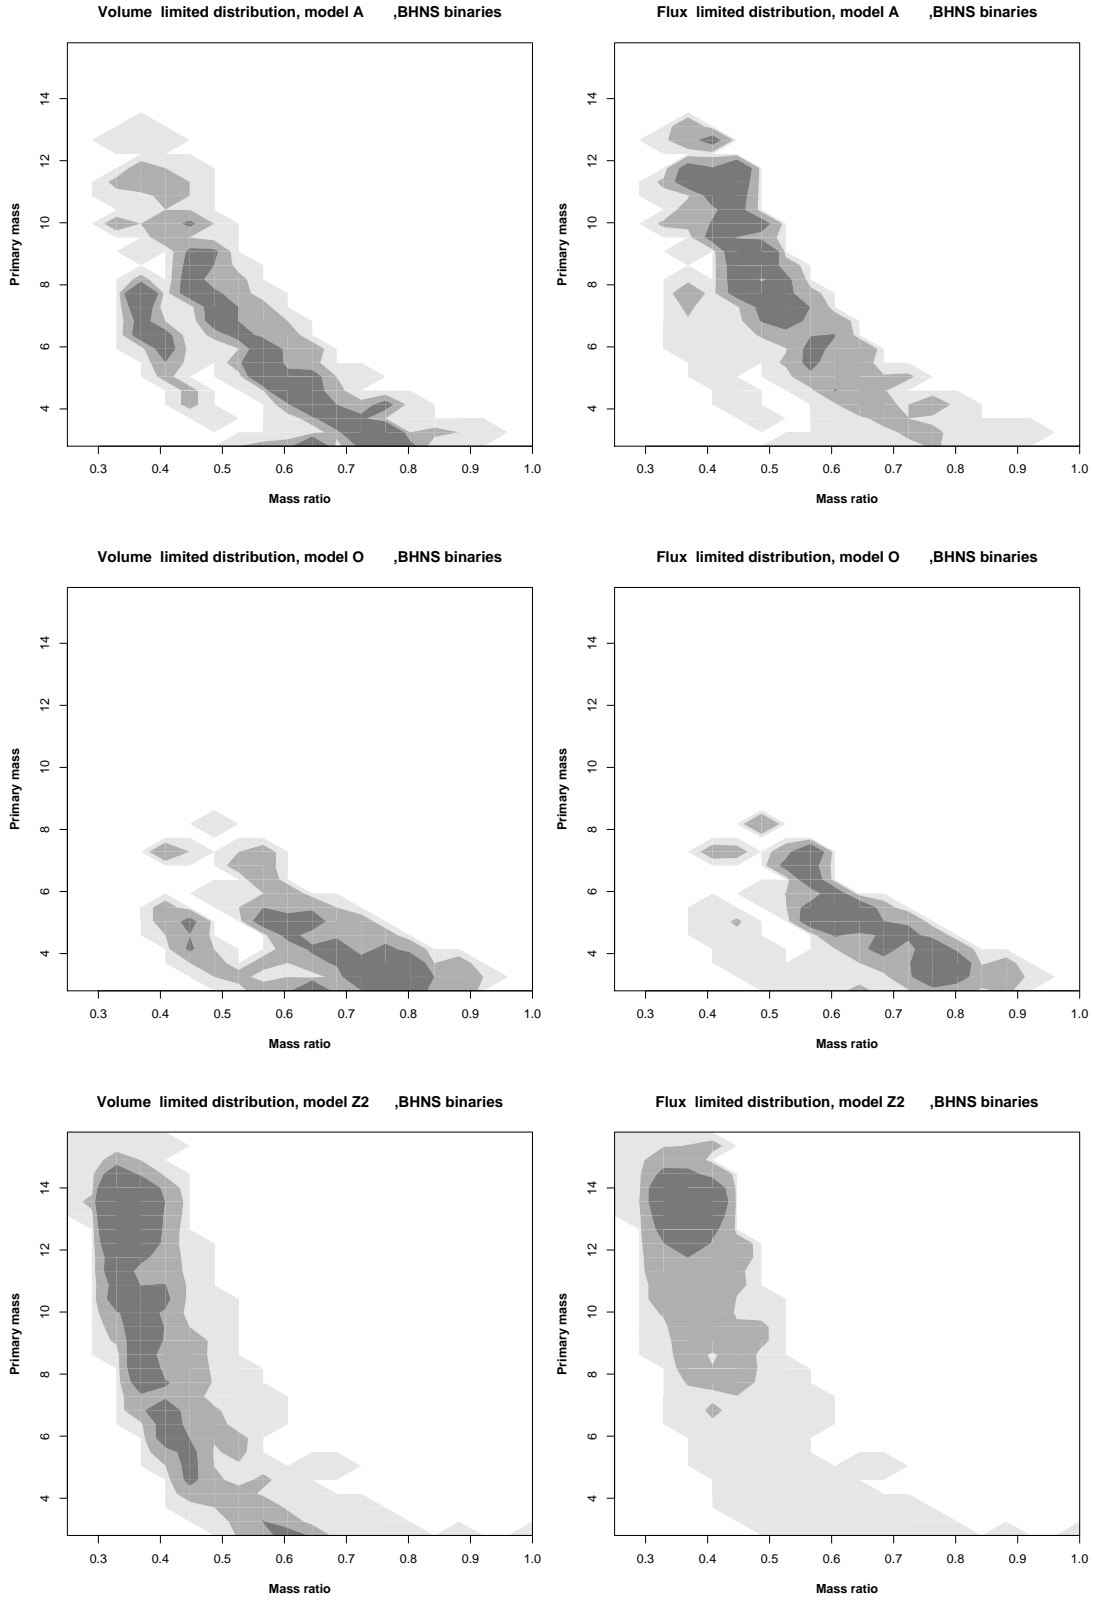 Volume limited distribution, model A ,BHNS binaries
Primary mass
14
12
10
8
6
4
0.3 0.4 0.5 0.6 0.7 0.8 0.9 1.0
Mass ratio
Flux limited distribution, model A ,BHNS binaries
Primary mass
14
12
10
8
6
4
0.3 0.4 0.5 0.6 0.7 0.8 0.9 1.0
Mass ratio
Volume limited distribution, model O ,BHNS binaries
Primary mass
14
12
10
8
6
4
0.3 0.4 0.5 0.6 0.7 0.8 0.9 1.0
Mass ratio
Flux limited distribution, model O ,BHNS binaries
Primary mass
14
12
10
8
6
4
0.3 0.4 0.5 0.6 0.7 0.8 0.9 1.0
Mass ratio
Volume limited distribution, model Z2 ,BHNS binaries
Primary mass
14
12
10
8
6
4
0.3 0.4 0.5 0.6 0.7 0.8 0.9 1.0
Mass ratio
Flux limited distribution, model Z2 ,BHNS binaries
Primary mass
14
12
10
8
6
4
0.3 0.4 0.5 0.6 0.7 0.8 0.9 1.0
Mass ratio